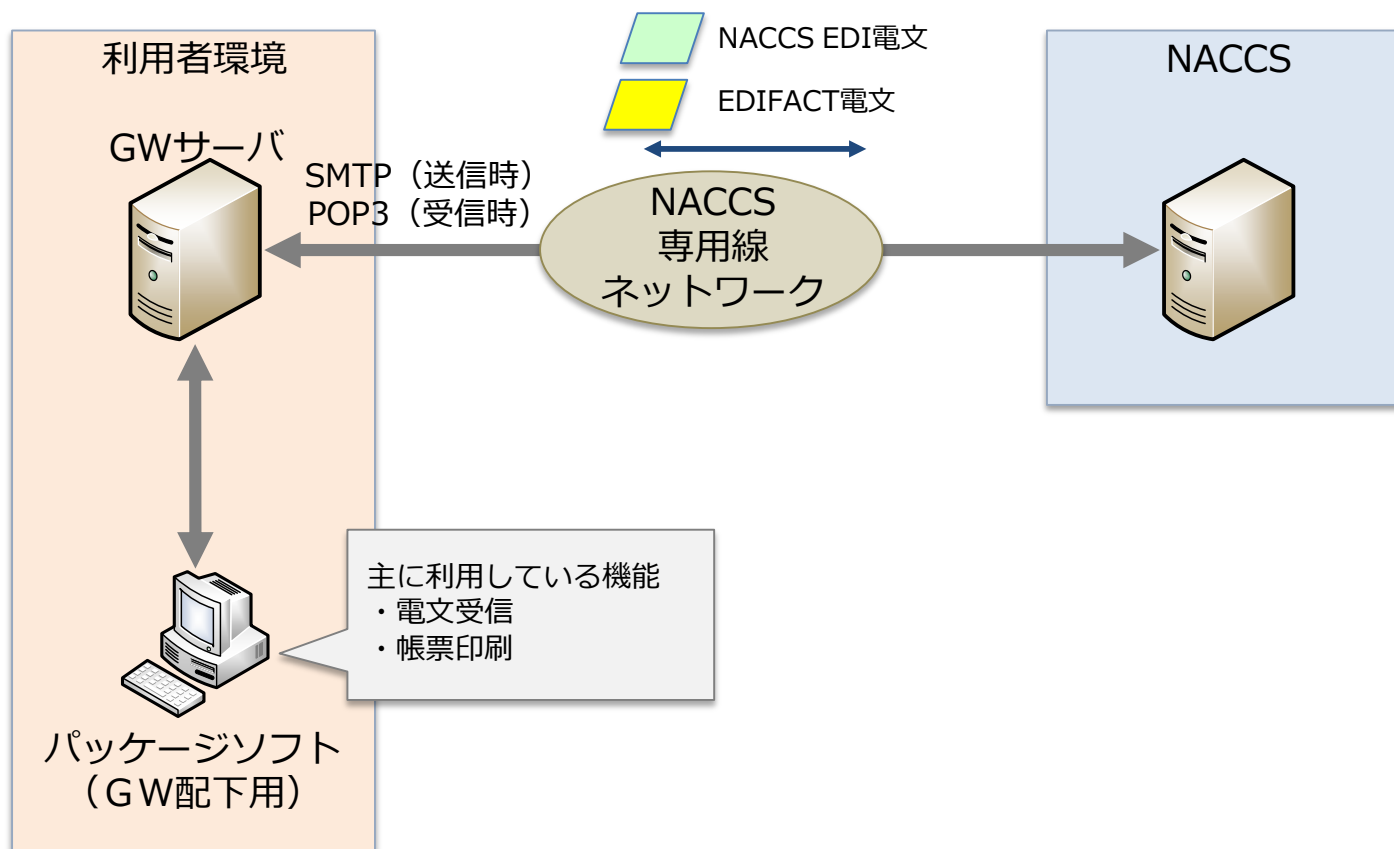 利用者環境
GWサーバ
SMTP（送信時）
POP3（受信時）
NACCS EDI電文
EDIFACT電文
NACCS
専用線
ネットワーク
NACCS
主に利用している機能
・電文受信
・帳票印刷
パッケージソフト
（ＧＷ配下用）